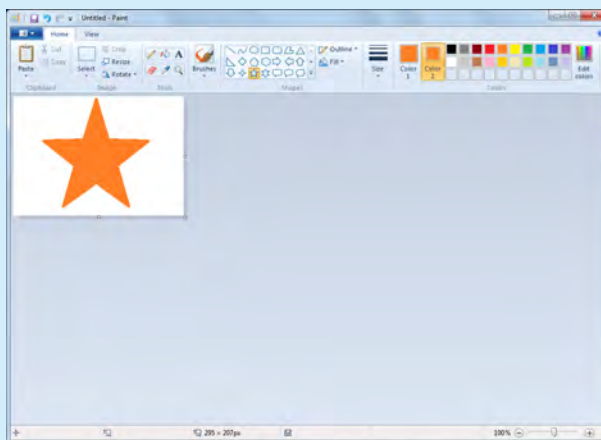 Untitled - Paint
Home View
Cut
Copy
Paste
Clipboard
Select
Crop
Resize
Rotate
Image
Tools
Brushes
Outline
Fill
Shapes
Size
Color 1
Color 2
Edit colors
Colors
295 × 207px
100%